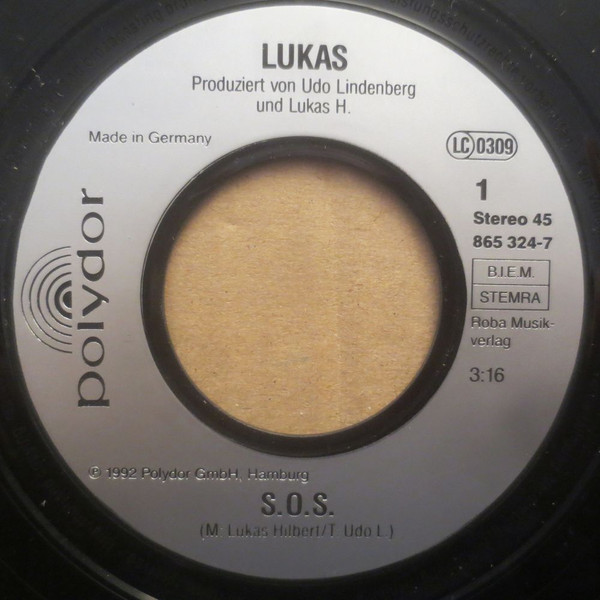 LUKAS
Produziert von Udo Lindenberg
und Lukas H.
Made in Germany
LC 0309
1
Stereo 45
865 324-7
B.I.E.M.
STEMRA
Roba Musik-
verlag
3:16
polydor
℗ 1992 Polydor GmbH, Hamburg
S.O.S.
(M: Lukas Hilbert/T. Udo L.)